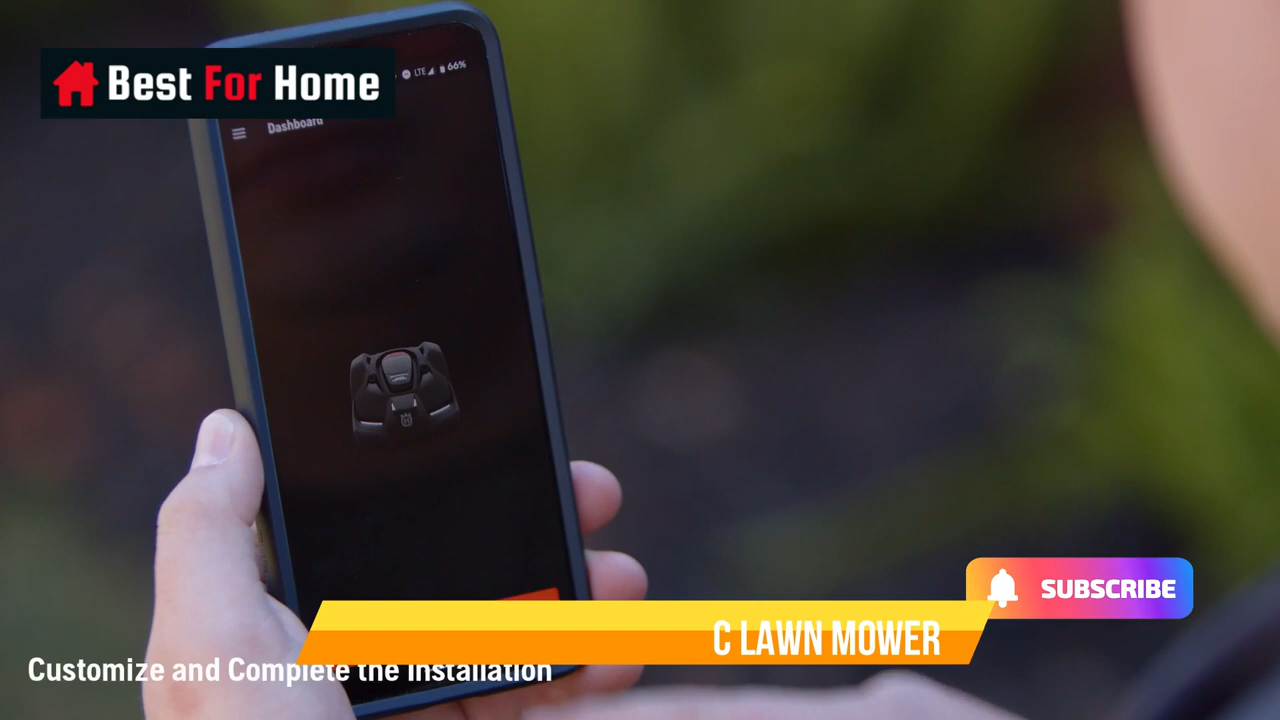 Best For Home
LTE 66%
Dashboard
SUBSCRIBE
C LAWN MOWER
Customize and Complete the Installation